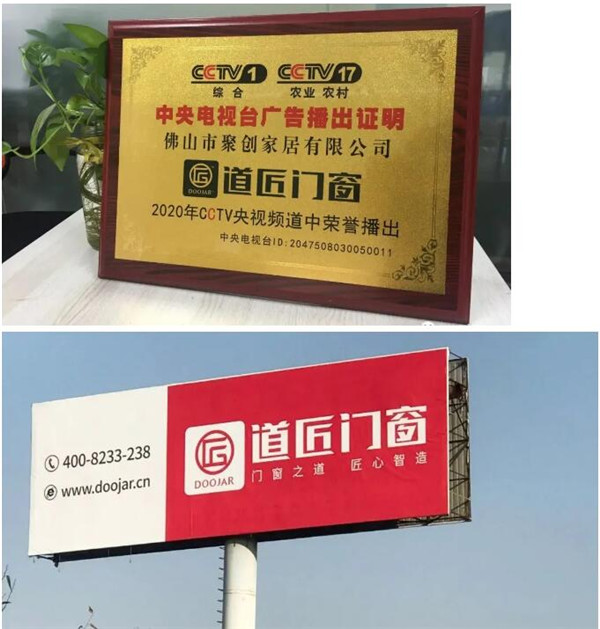 CCTV1 CCTV17
综合 农业 农村
中央电视台广告播出证明
佛山市聚创家居有限公司
DOOJAR 道匠门窗
2020年CCTV央视频道中荣誉播出
中央电视台ID: 2047508030050011
400-8233-238
www.doojar.cn
DOOJAR
道匠门窗
门窗之道 匠心智造